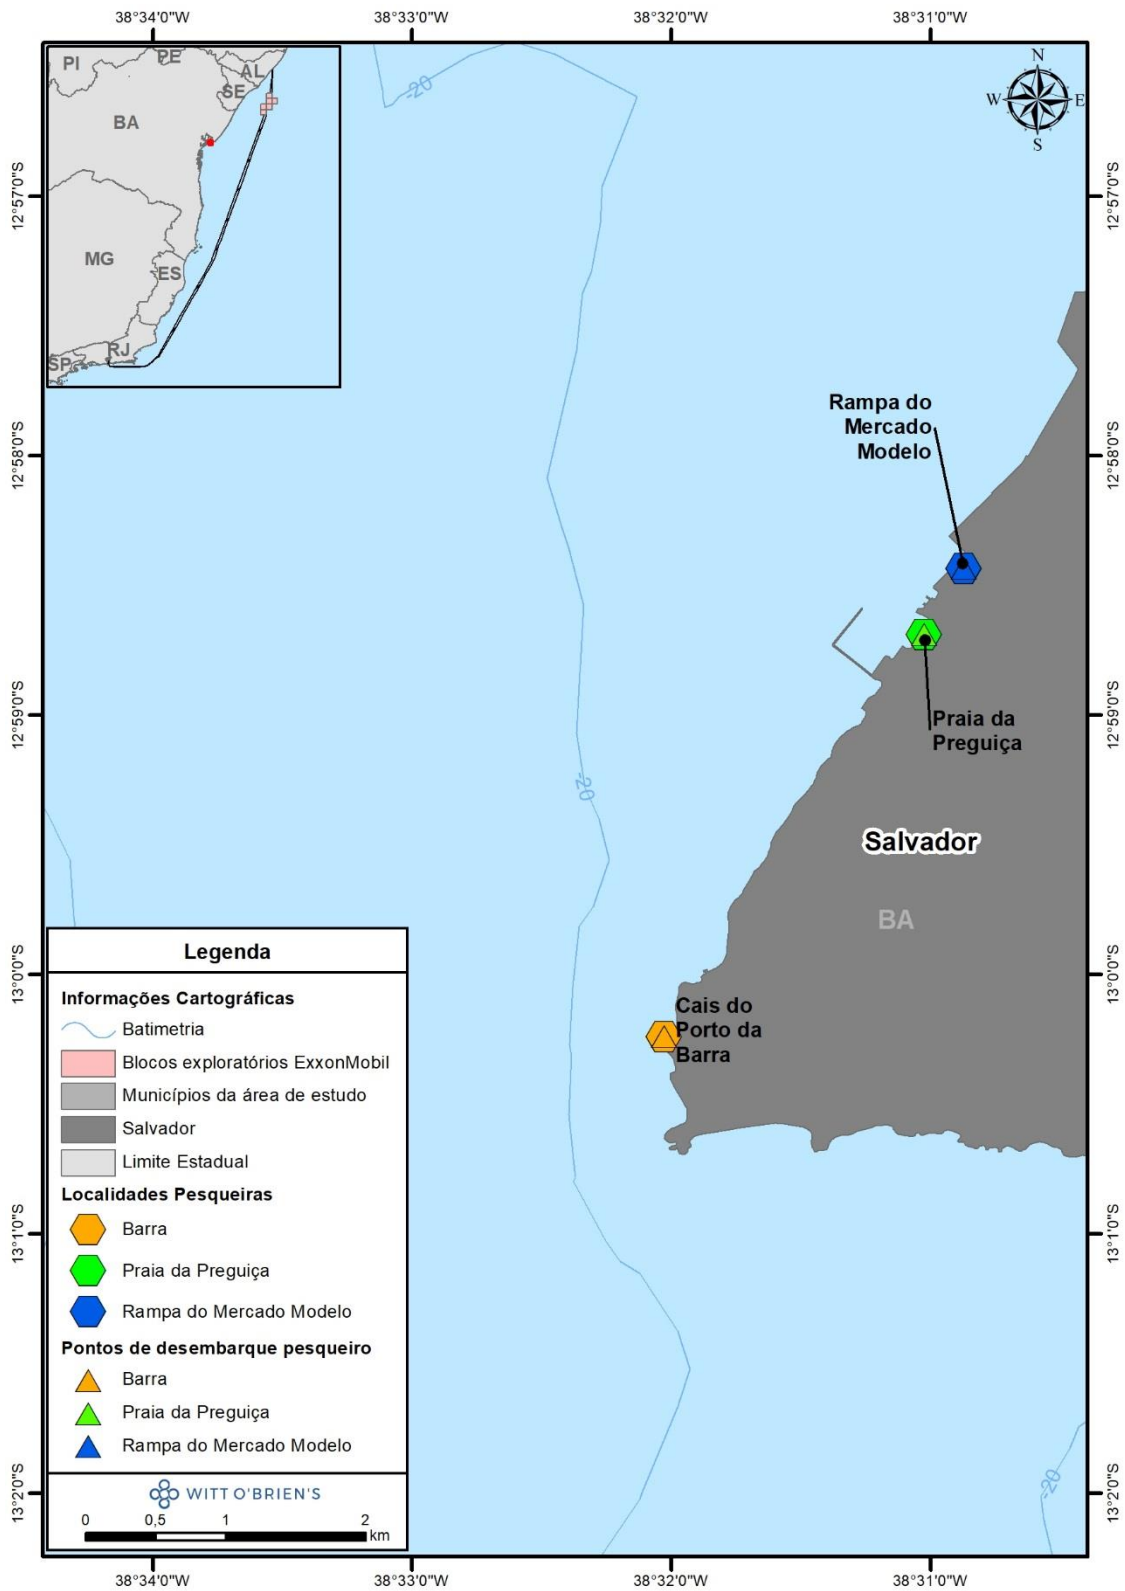 38°34'0"W
38°33'0"W
38°32'0"W
38°31'0"W
PI
PE
AL
SE
BA
MG
ES
RJ
SP
-20
N
W
E
S
12°57'0"S
12°57'0"S
Rampa do
Mercado
Modelo
12°58'0"S
12°58'0"S
Praia da
Preguiça
12°59'0"S
12°59'0"S
-20
Salvador
BA
13°0'0"S
13°0'0"S
Cais do
Porto da
Barra
13°1'0"S
13°1'0"S
-20
13°2'0"S
13°2'0"S
Legenda
Informações Cartográficas
Batimetria
Blocos exploratórios ExxonMobil
Municípios da área de estudo
Salvador
Limite Estadual
Localidades Pesqueiras
Barra
Praia da Preguiça
Rampa do Mercado Modelo
Pontos de desembarque pesqueiro
Barra
Praia da Preguiça
Rampa do Mercado Modelo
WITT O'BRIEN'S
0 0,5 1 2
km
38°34'0"W
38°33'0"W
38°32'0"W
38°31'0"W